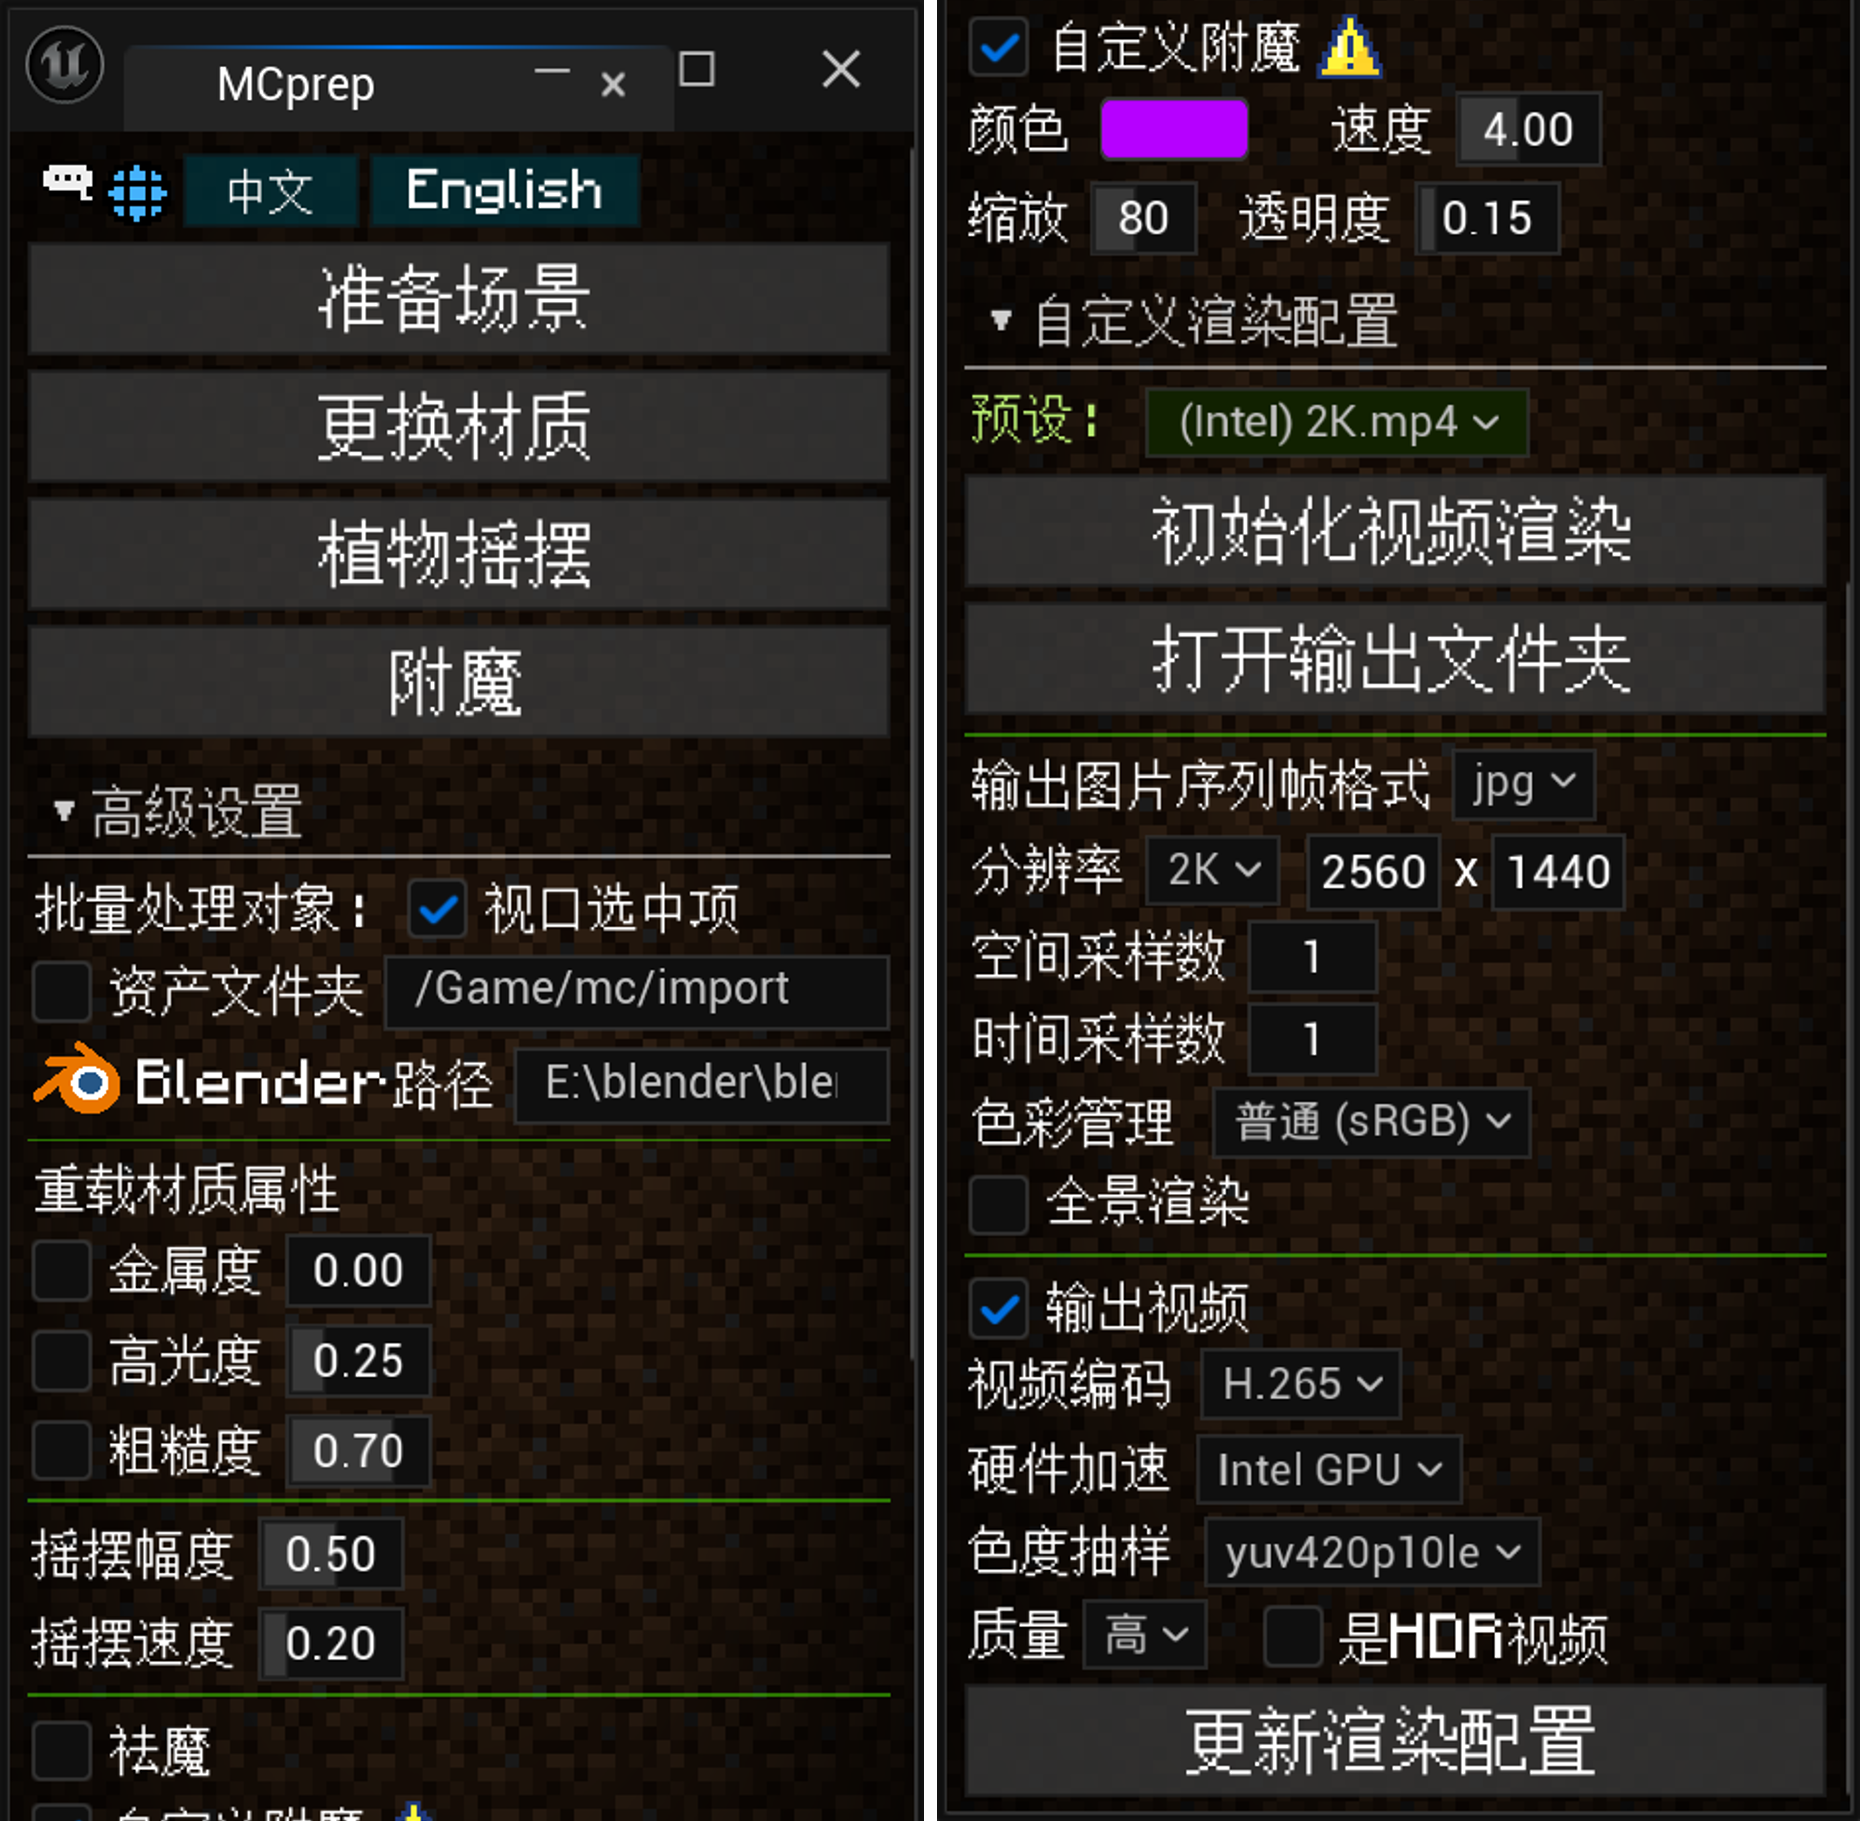 MCprep
中文 English
准备场景
更换材质
植物摇摆
附魔
高级设置
批量处理对象： 视口选中项
资产文件夹 /Game/mc/import
Blender路径 E:\blender\ble
重载材质属性
金属度 0.00
高光度 0.25
粗糙度 0.70
摇摆幅度 0.50
摇摆速度 0.20
祛魔
自定义附魔
自定义附魔
颜色 速度 4.00
缩放 80 透明度 0.15
自定义渲染配置
预设： (Intel) 2K.mp4
初始化视频渲染
打开输出文件夹
输出图片序列帧格式 jpg
分辨率 2K 2560 x 1440
空间采样数 1
时间采样数 1
色彩管理 普通 (sRGB)
全景渲染
输出视频
视频编码 H.265
硬件加速 Intel GPU
色度抽样 yuv420p10le
质量 高 是HDR视频
更新渲染配置